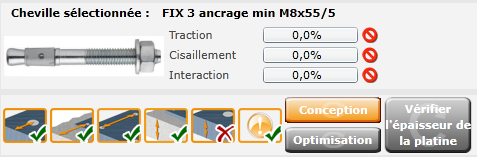 Cheville sélectionnée : FIX 3 ancrage min M8x55/5
Traction 0,0%
Cisaillement 0,0%
Interaction 0,0%
Conception
Optimisation
Vérifier
l'épaisseur de
la platine